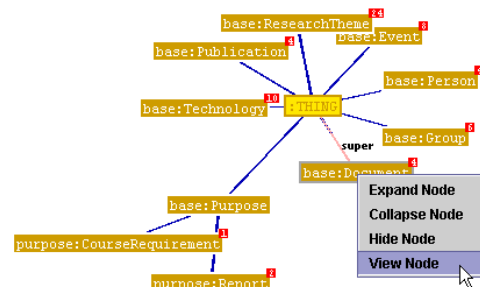 24
base:ResearchTheme
8
base:Event
4
base:Publication
base:Person
10
base:Technology
:THING
6
base:Group
super
4
base:Document
Expand Node
Collapse Node
Hide Node
View Node
base:Purpose
1
purpose:CourseRequirement
2
purpose:Report